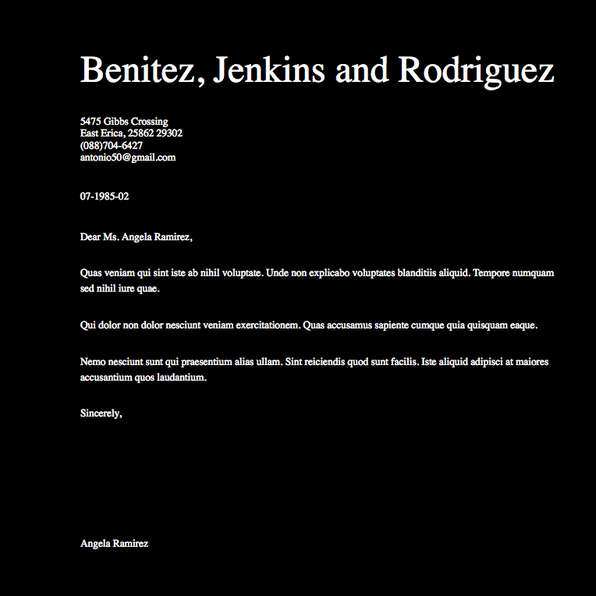 Benitez, Jenkins and Rodriguez
5475 Gibbs Crossing
East Erica, 25862 29302
(088)704-6427
antonio50@gmail.com
07-1985-02
Dear Ms. Angela Ramirez,
Quas veniam qui sint iste ab nihil voluptate. Unde non explicabo voluptates blanditiis aliquid. Tempore numquam
sed nihil iure quae.
Qui dolor non dolor nesciunt veniam exercitationem. Quas accusamus sapiente cumque quia quisquam eaque.
Nemo nesciunt sunt qui praesentium alias ullam. Sint reiciendis quod sunt facilis. Iste aliquid adipisci at maiores
accusantium quos laudantium.
Sincerely,
Angela Ramirez